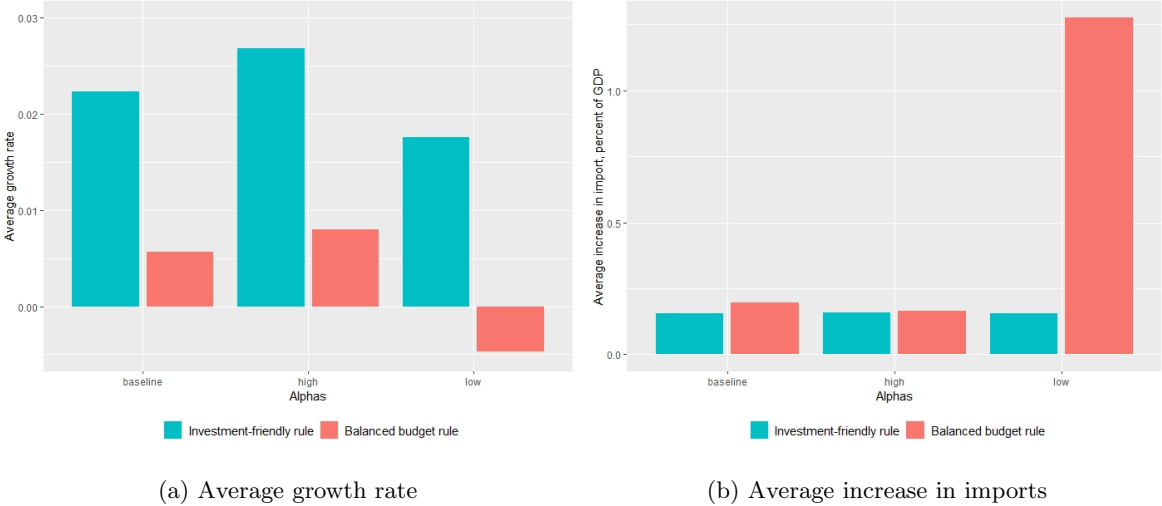 Average growth rate
0.03
0.02
0.01
0.00
baseline high low
Alphas
Investment-friendly rule Balanced budget rule
(a) Average growth rate
Average increase in import, percent of GDP
1.0
0.5
0.0
baseline high low
Alphas
Investment-friendly rule Balanced budget rule
(b) Average increase in imports